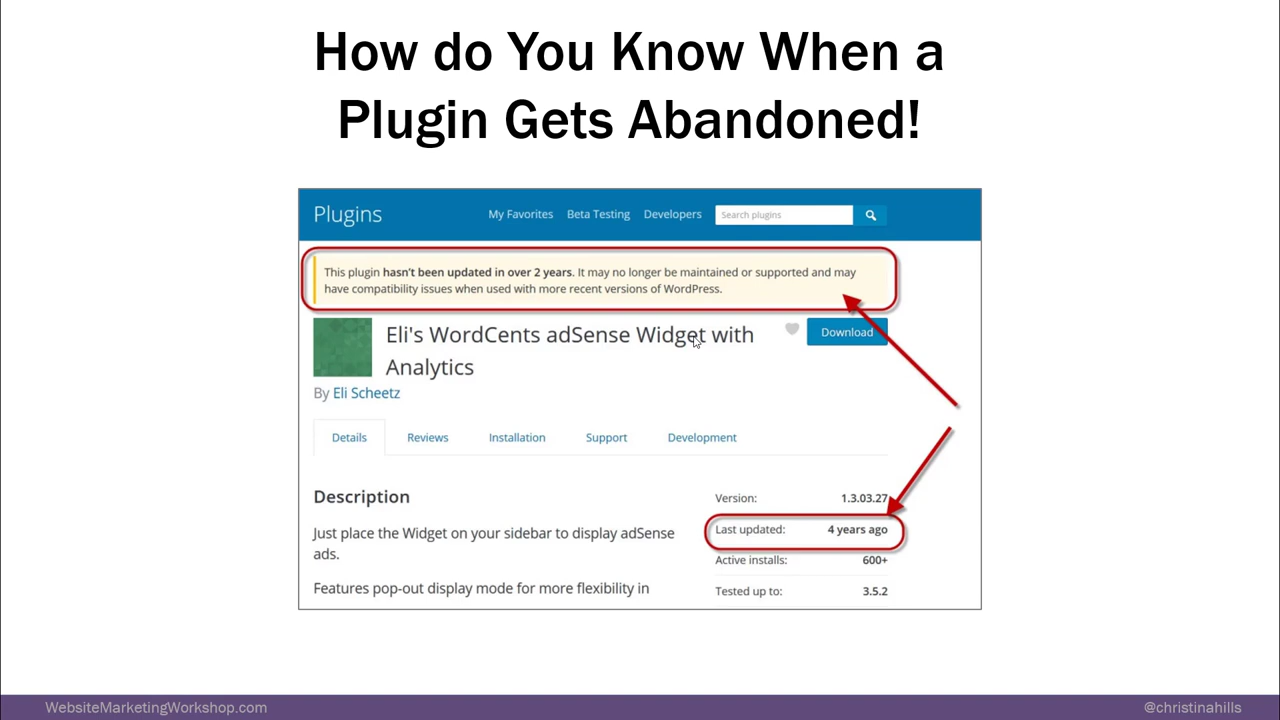 How do You Know When a
Plugin Gets Abandoned!
Plugins
My Favorites
Beta Testing
Developers
Search plugins
This plugin hasn't been updated in over 2 years. It may no longer be maintained or supported and may
have compatibility issues when used with more recent versions of WordPress.
Eli's WordCents adSense Widget with
Analytics
Download
By Eli Scheetz
Details
Reviews
Installation
Support
Development
Description
Just place the Widget on your sidebar to display adSense
ads.
Features pop-out display mode for more flexibility in
Version: 1.3.03.27
Last updated: 4 years ago
Active installs: 600+
Tested up to: 3.5.2
WebsiteMarketingWorkshop.com
@christinahills